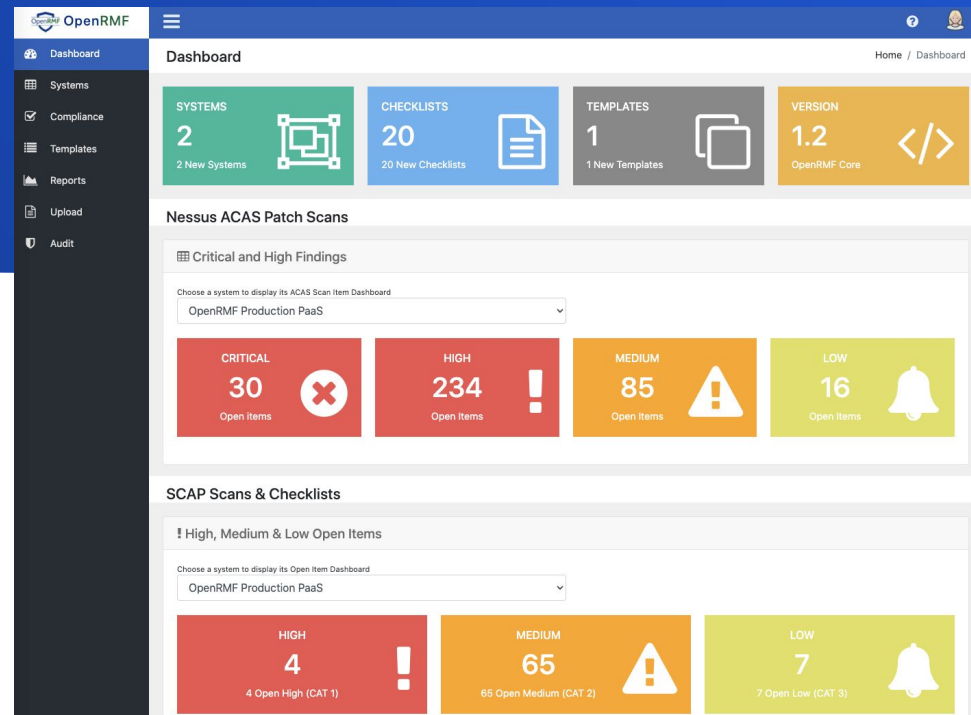 OpenRMF OpenRMF
Dashboard
Systems
Compliance
Templates
Reports
Upload
Audit
Dashboard
Home / Dashboard
SYSTEMS
2
2 New Systems
CHECKLISTS
20
20 New Checklists
TEMPLATES
1
1 New Templates
VERSION
1.2
OpenRMF Core
Nessus ACAS Patch Scans
Critical and High Findings
Choose a system to display its ACAS Scan Item Dashboard
OpenRMF Production PaaS
CRITICAL
30
Open items
HIGH
234
Open Items
MEDIUM
85
Open Items
LOW
16
Open Items
SCAP Scans & Checklists
High, Medium & Low Open Items
Choose a system to display its Open Item Dashboard
OpenRMF Production PaaS
HIGH
4
4 Open High (CAT 1)
MEDIUM
65
65 Open Medium (CAT 2)
LOW
7
7 Open Low (CAT 3)